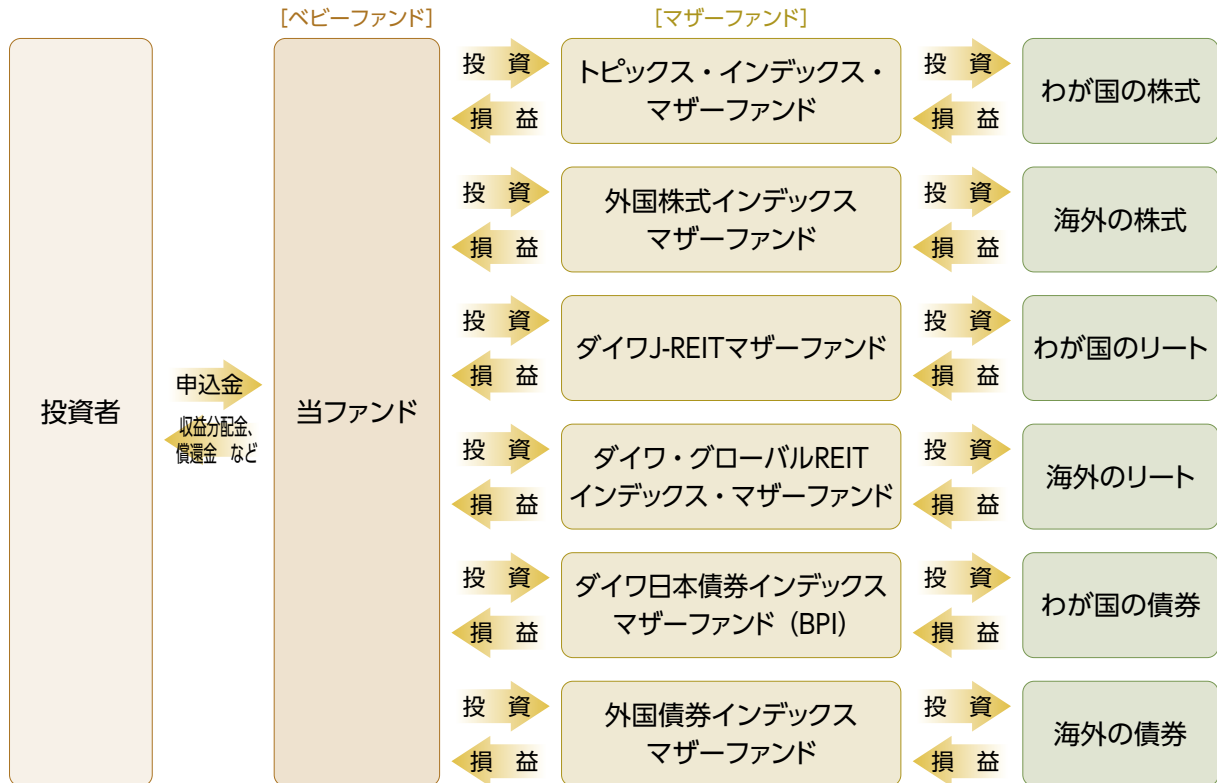 [ベビーファンド]
[マザーファンド]
投資者
申込金
収益分配金、
償還金 など
当ファンド
投 資
損 益
トピックス・インデックス・
マザーファンド
投 資
損 益
わが国の株式
投 資
損 益
外国株式インデックス
マザーファンド
投 資
損 益
海外の株式
投 資
損 益
ダイワJ-REITマザーファンド
投 資
損 益
わが国のリート
投 資
損 益
ダイワ・グローバルREIT
インデックス・マザーファンド
投 資
損 益
海外のリート
投 資
損 益
ダイワ日本債券インデックス
マザーファンド（BPI）
投 資
損 益
わが国の債券
投 資
損 益
外国債券インデックス
マザーファンド
投 資
損 益
海外の債券